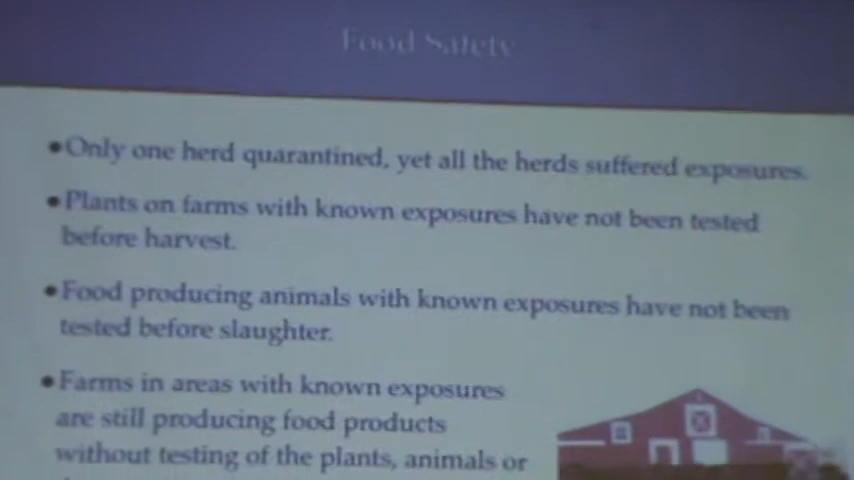 Food Safety
•Only one herd quarantined, yet all the herds suffered exposures.
•Plants on farms with known exposures have not been tested
before harvest.
•Food producing animals with known exposures have not been
tested before slaughter.
•Farms in areas with known exposures
are still producing food products
without testing of the plants, animals or